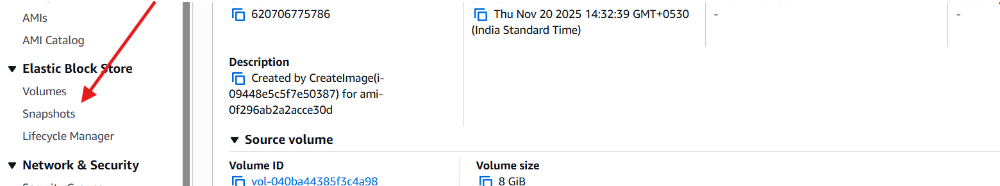 AMIs
AMI Catalog
Elastic Block Store
Volumes
Snapshots
Lifecycle Manager
Network & Security
620706775786
Thu Nov 20 2025 14:32:39 GMT+0530
(India Standard Time)
-
-
Description
Created by CreateImage(i-
09448e5c5f7e50387) for ami-
0f296ab2a2acce30d
Source volume
Volume ID
vol-040ba44385f3c4a98
Volume size
8 GiB